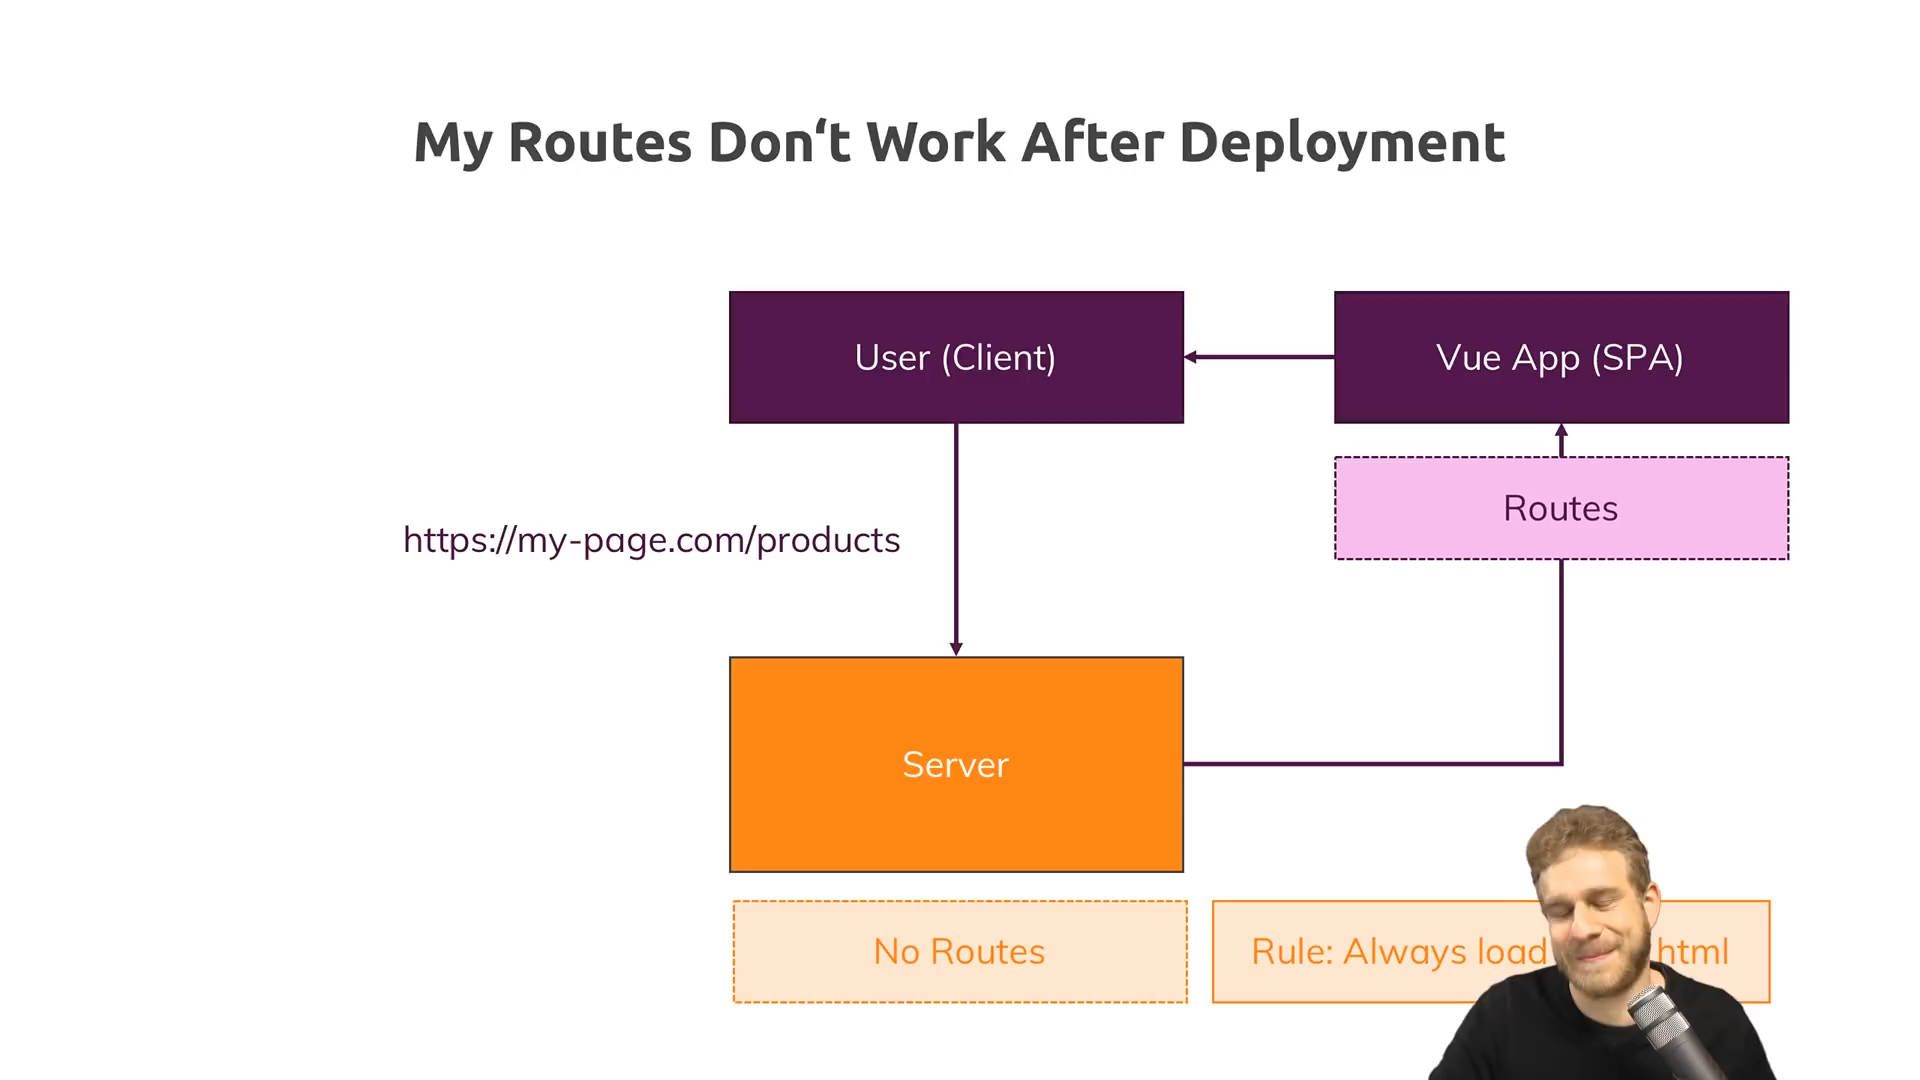 My Routes Don‘t Work After Deployment
User (Client)
Vue App (SPA)
Routes
https://my-page.com/products
Server
No Routes
Rule: Always load html